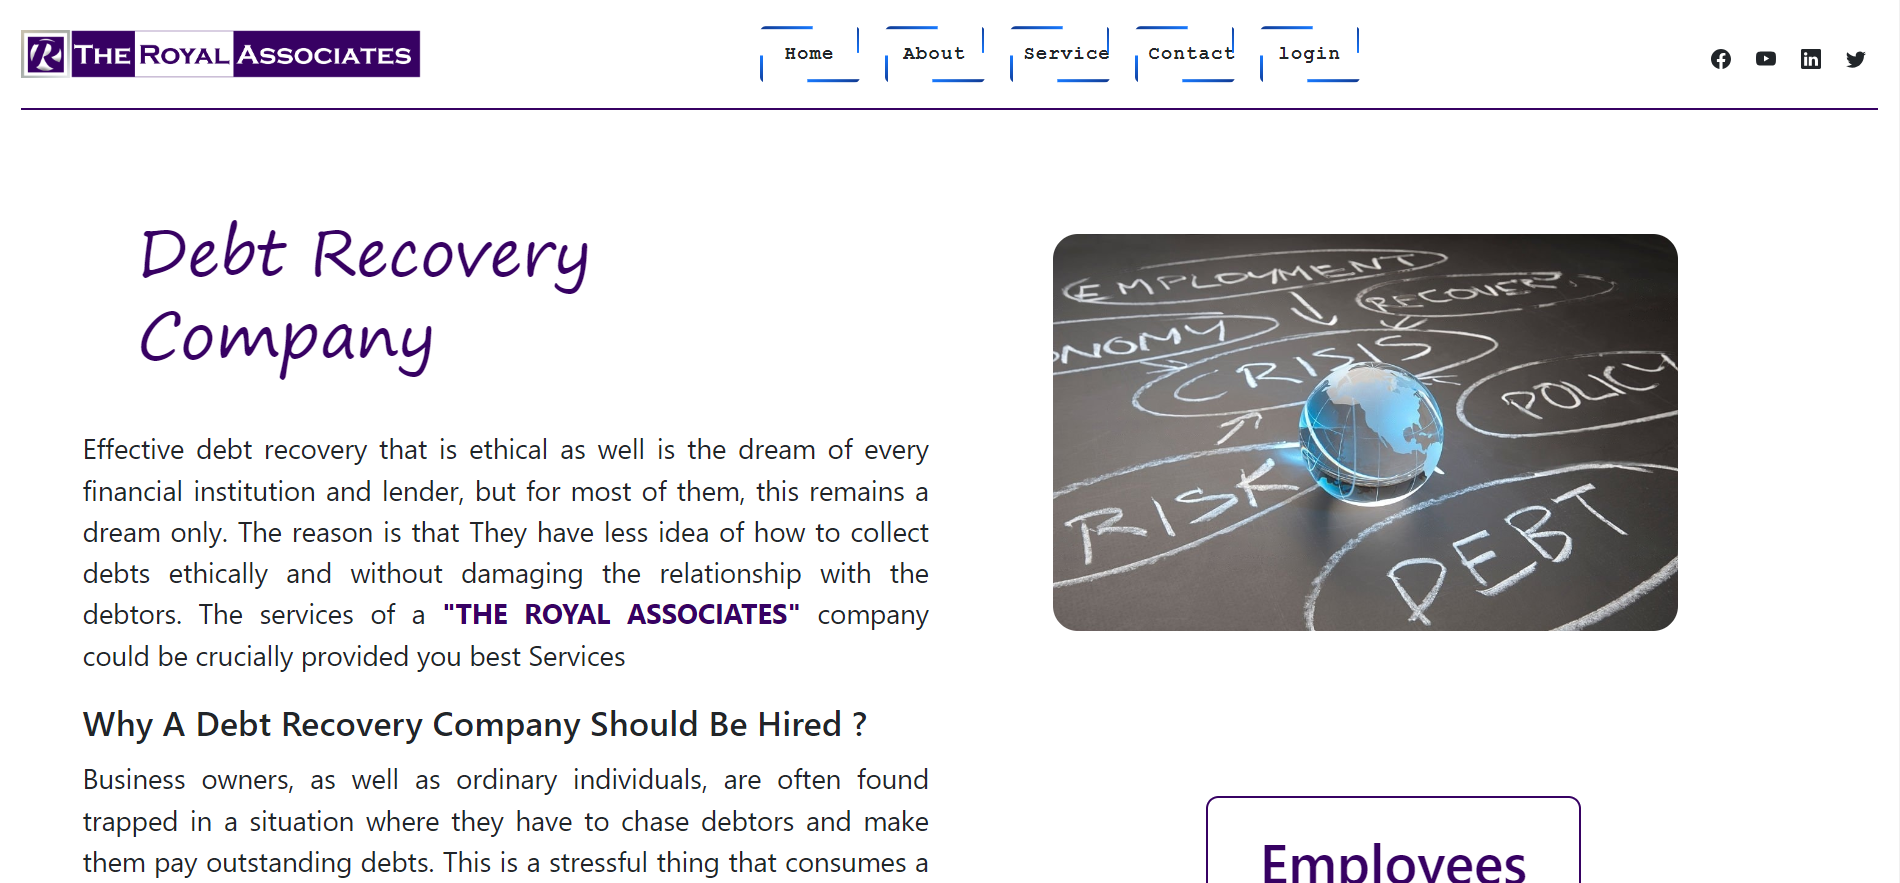 R THE ROYAL ASSOCIATES
Home About Service Contact login
Debt Recovery
Company
Effective debt recovery that is ethical as well is the dream of every
financial institution and lender, but for most of them, this remains a
dream only. The reason is that They have less idea of how to collect
debts ethically and without damaging the relationship with the
debtors. The services of a "THE ROYAL ASSOCIATES" company
could be crucially provided you best Services
Why A Debt Recovery Company Should Be Hired ?
Business owners, as well as ordinary individuals, are often found
trapped in a situation where they have to chase debtors and make
them pay outstanding debts. This is a stressful thing that consumes a
EMPLOYMENT
RECOVERY
ONOMY
CRISIS
POLICY
RISK
DEBT
Employees